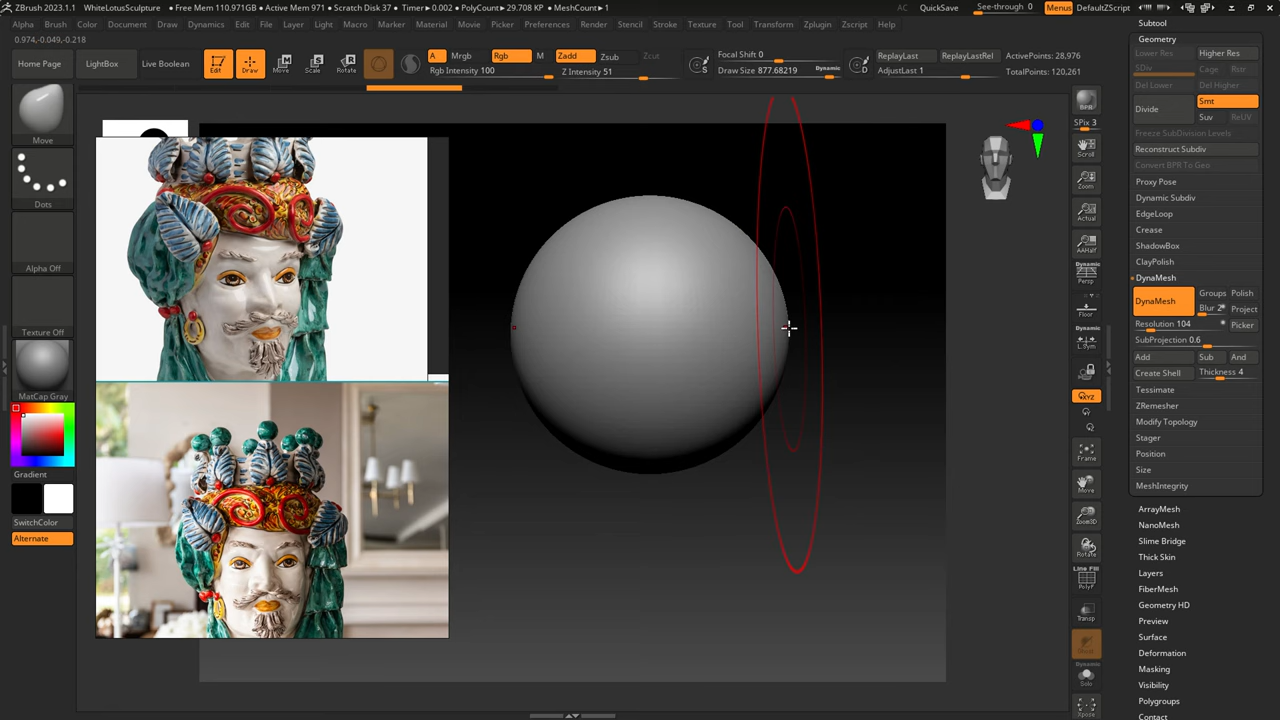 ZBrush 2023.1.1 WhiteLotusSculpture • Free Mem 110.971GB • Active Mem 971 • Scratch Disk 37 • Timer▸0.002 • PolyCount▸29.708 KP • MeshCount▸1 AC QuickSave See-through 0 Menus DefaultZScript
Alpha Brush Color Document Draw Dynamics Edit File Layer Light Macro Marker Material Movie Picker Preferences Render Stencil Stroke Texture Tool Transform Zplugin Zscript Help
0.974,-0.049,-0.218
Home Page LightBox Live Boolean Edit Draw Move Scale Rotate
A Mrgb Rgb M Zadd Zsub Zcut
Rgb Intensity 100 Z Intensity 51
S Focal Shift 0
Draw Size 877.68219 Dynamic
D ReplayLast ReplayLastRel
AdjustLast 1
ActivePoints: 28,976
TotalPoints: 120,261
Move
Dots
Alpha Off
Texture Off
MatCap Gray
Gradient
SwitchColor
Alternate
BPR
SPix 3
Scroll
Zoom
Actual
AAHalf
Dynamic
Persp
Floor
Dynamic
L.Sym
XYZ
Frame
Move
Zoom3D
Rotate
Line Fill
PolyF
Transp
Dynamic
Solo
Xpose
Subtool
Geometry
Lower Res Higher Res
SDiv Cage Rstr
Del Lower Del Higher
Divide Smt
Suv ReUV
Freeze SubDivision Levels
Reconstruct Subdiv
Convert BPR To Geo
Proxy Pose
Dynamic Subdiv
EdgeLoop
Crease
ShadowBox
ClayPolish
DynaMesh
DynaMesh Groups Polish
Blur 2 Project
Resolution 104 Picker
SubProjection 0.6
Add Sub And
Create Shell Thickness 4
Tessimate
ZRemesher
Modify Topology
Stager
Position
Size
MeshIntegrity
ArrayMesh
NanoMesh
Slime Bridge
Thick Skin
Layers
FiberMesh
Geometry HD
Preview
Surface
Deformation
Masking
Visibility
Polygroups
Contact